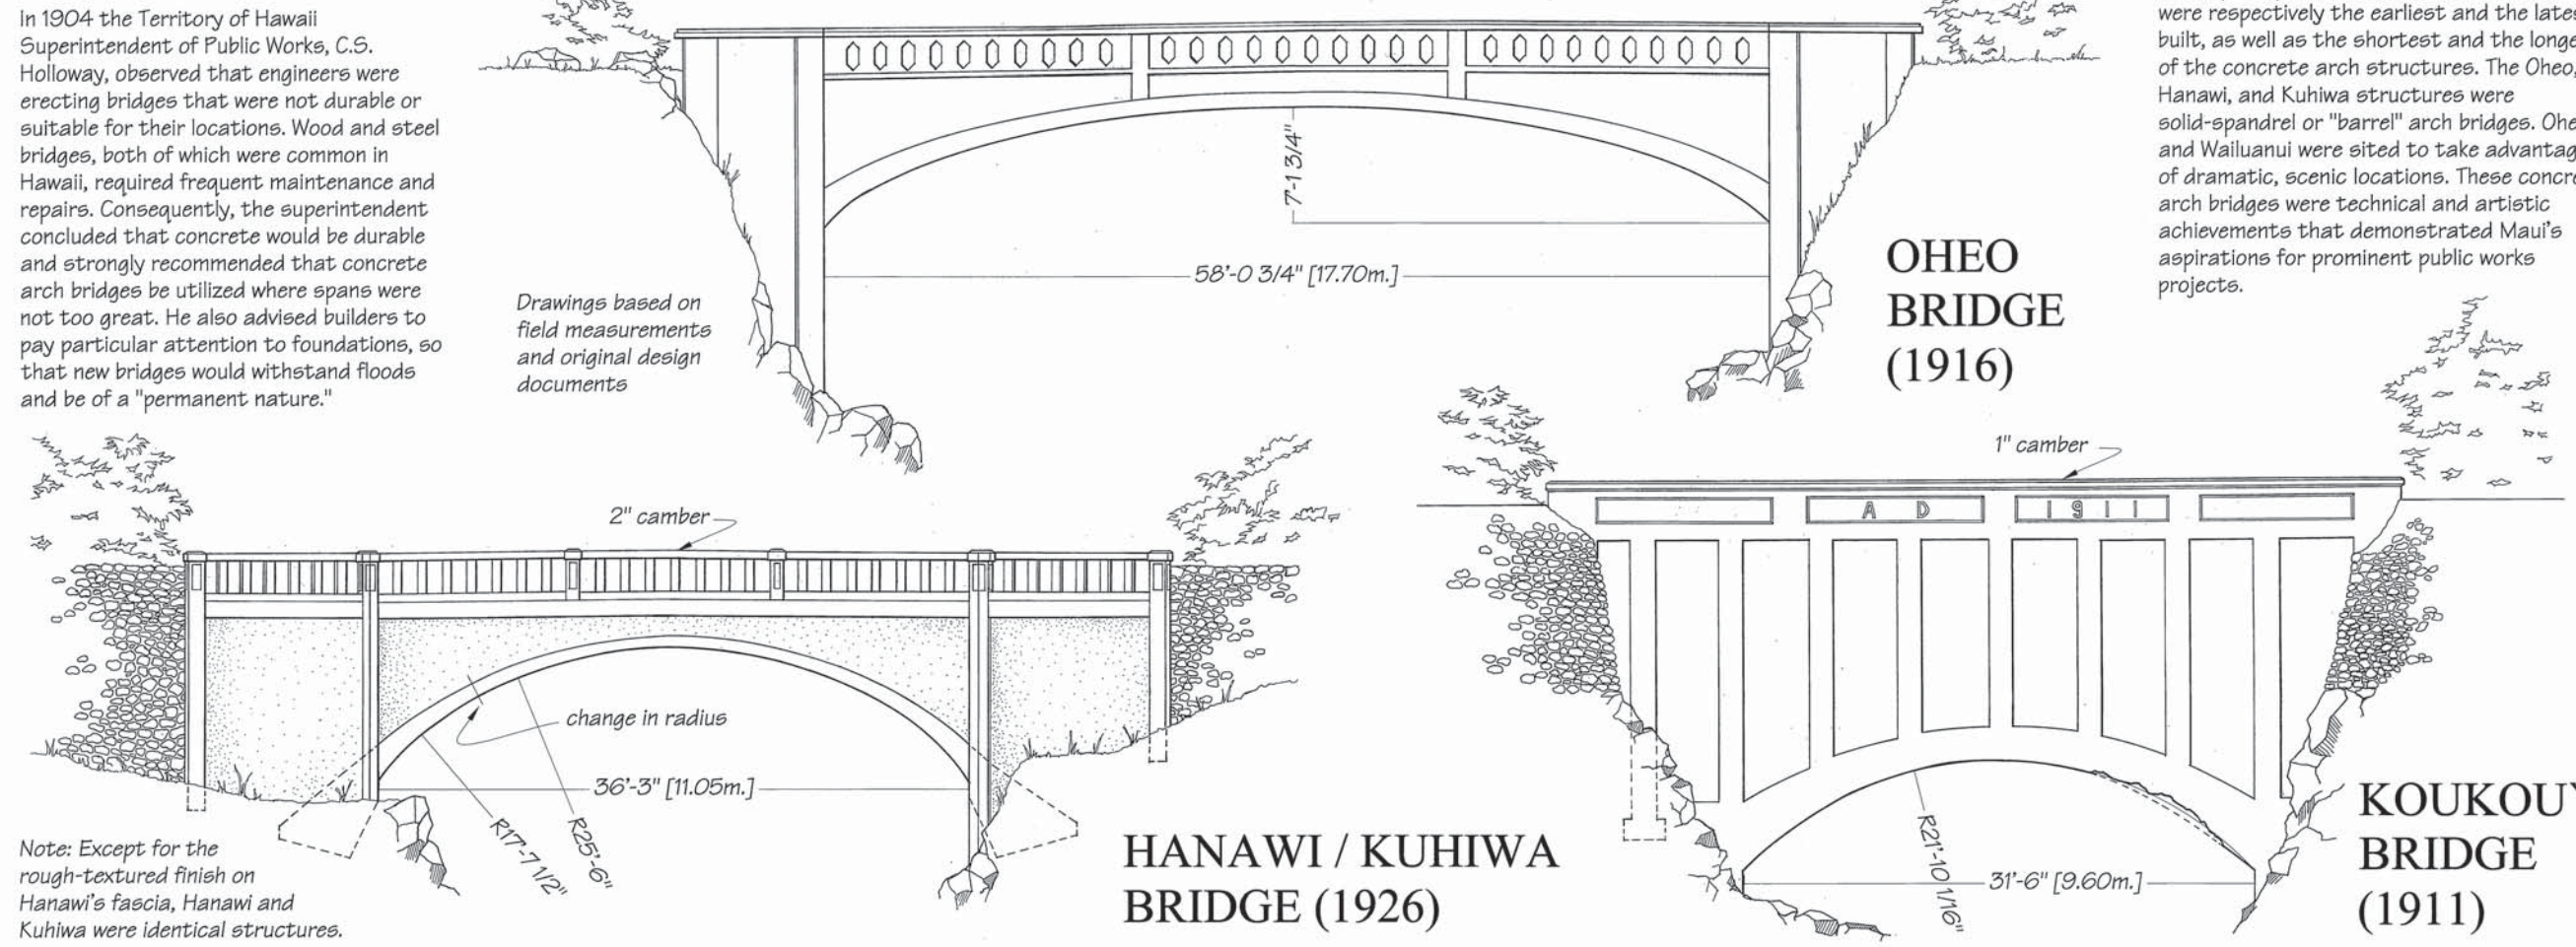 In 1904 the Territory of Hawaii
Superintendent of Public Works, C.S.
Holloway, observed that engineers were
erecting bridges that were not durable or
suitable for their locations. Wood and steel
bridges, both of which were common in
Hawaii, required frequent maintenance and
repairs. Consequently, the superintendent
concluded that concrete would be durable
and strongly recommended that concrete
arch bridges be utilized where spans were
not too great. He also advised builders to
pay particular attention to foundations, so
that new bridges would withstand floods
and be of a "permanent nature."
Drawings based on
field measurements
and original design
documents
7'-1 3/4"
58'-0 3/4" [17.70m.]
OHEO
BRIDGE
(1916)
were respectively the earliest and the
built, as well as the shortest and the
of the concrete arch structures. The Oheo,
Hanawi, and Kuhiwa structures were
solid-spandrel or "barrel" arch bridges.
and Wailuanui were sited to take
of dramatic, scenic locations. These
arch bridges were technical and artistic
achievements that demonstrated Maui's
aspirations for prominent public works
projects.
2" camber
change in radius
36'-3" [11.05m.]
R17'-7 1/2"
R25'-6"
Note: Except for the
rough-textured finish on
Hanawi's fascia, Hanawi and
Kuhiwa were identical structures.
HANAWI / KUHIWA
BRIDGE (1926)
1" camber
A D 1911
R21'-10 1/16"
31'-6" [9.60m.]
BRIDGE
(1911)